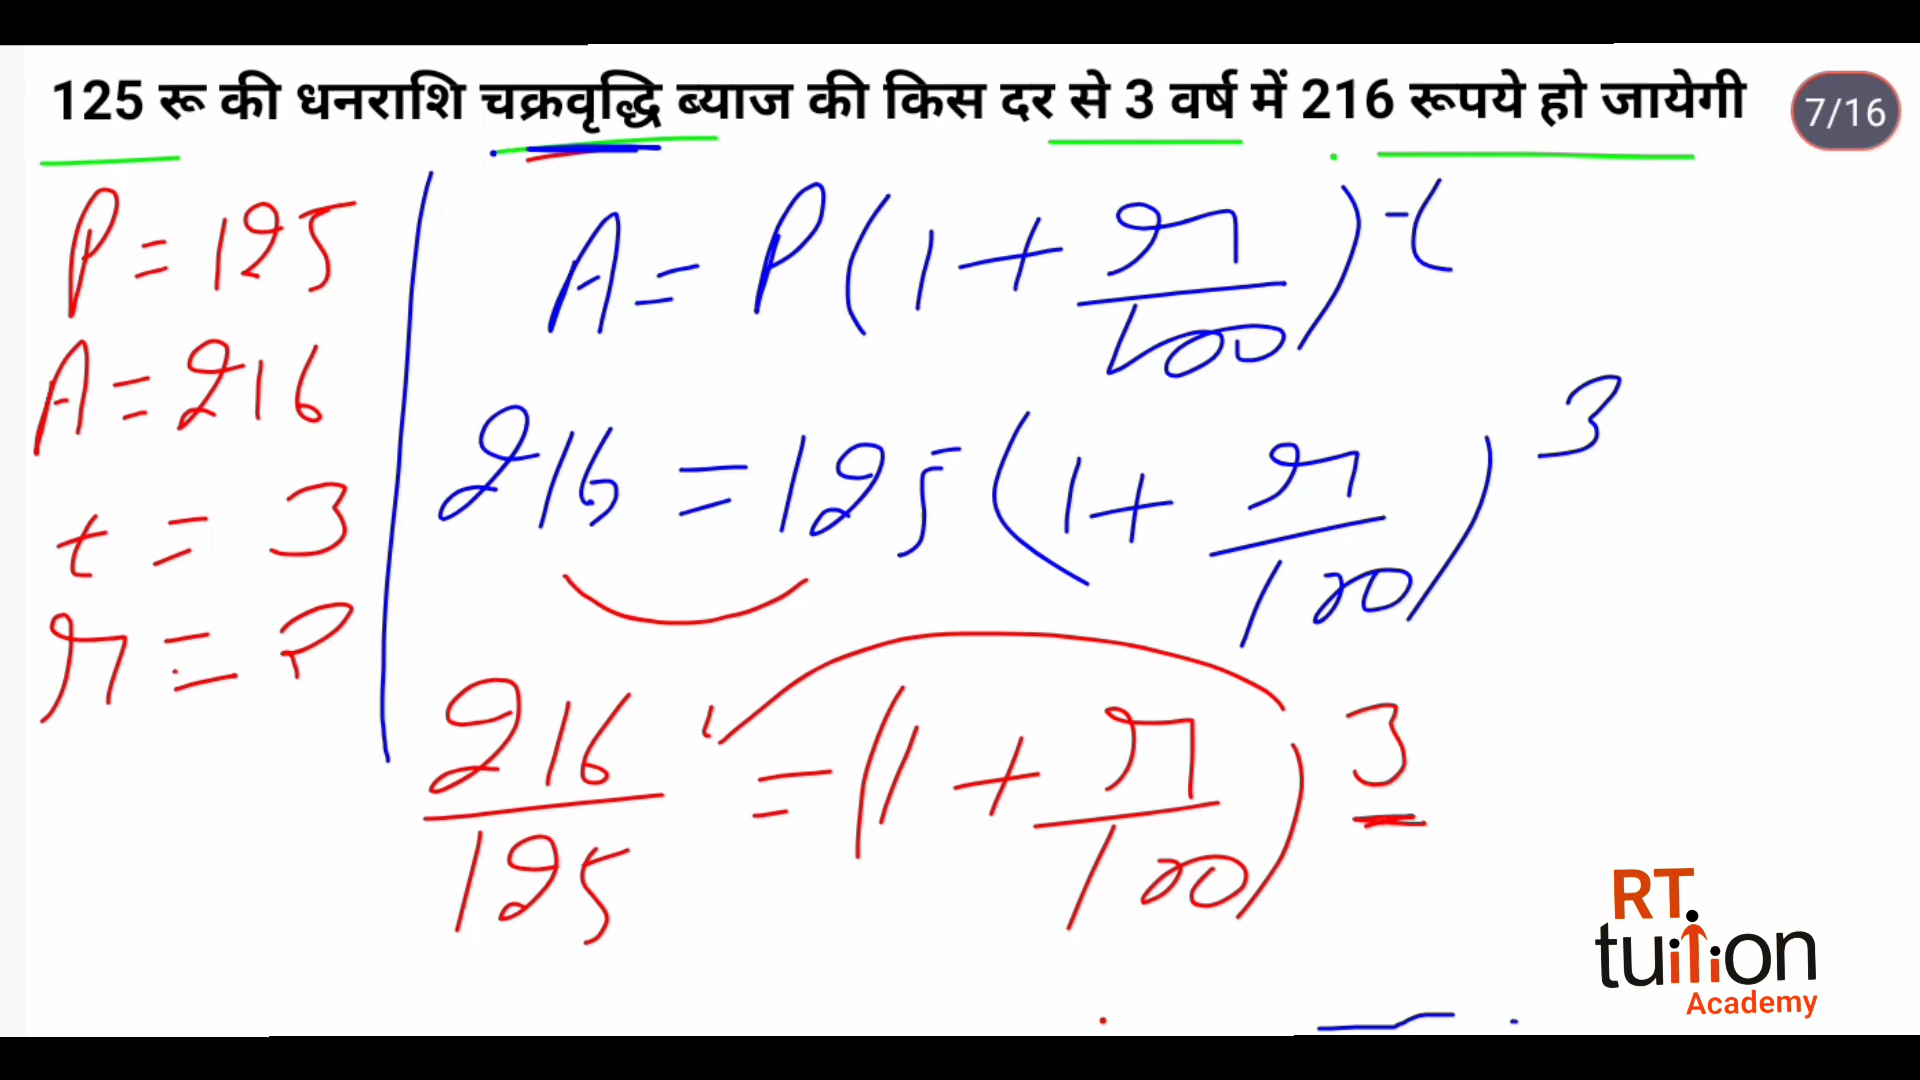 125 रू की धनराशि चक्रवृद्धि ब्याज की किस दर से 3 वर्ष में 216 रूपये हो जायेगी
7/16
P = 125
A = 216
t = 3
r = ?
A = P(1 + r/100)^t
216 = 125(1 + r/100)^3
216/125 = (1 + r/100)^3
RT
tuition
Academy